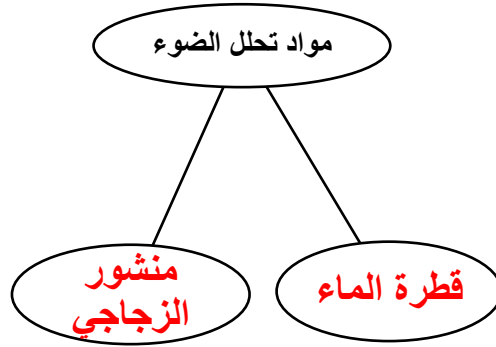 مواد تحلل الضوء
قطرة الماء
منشور
الزجاجي